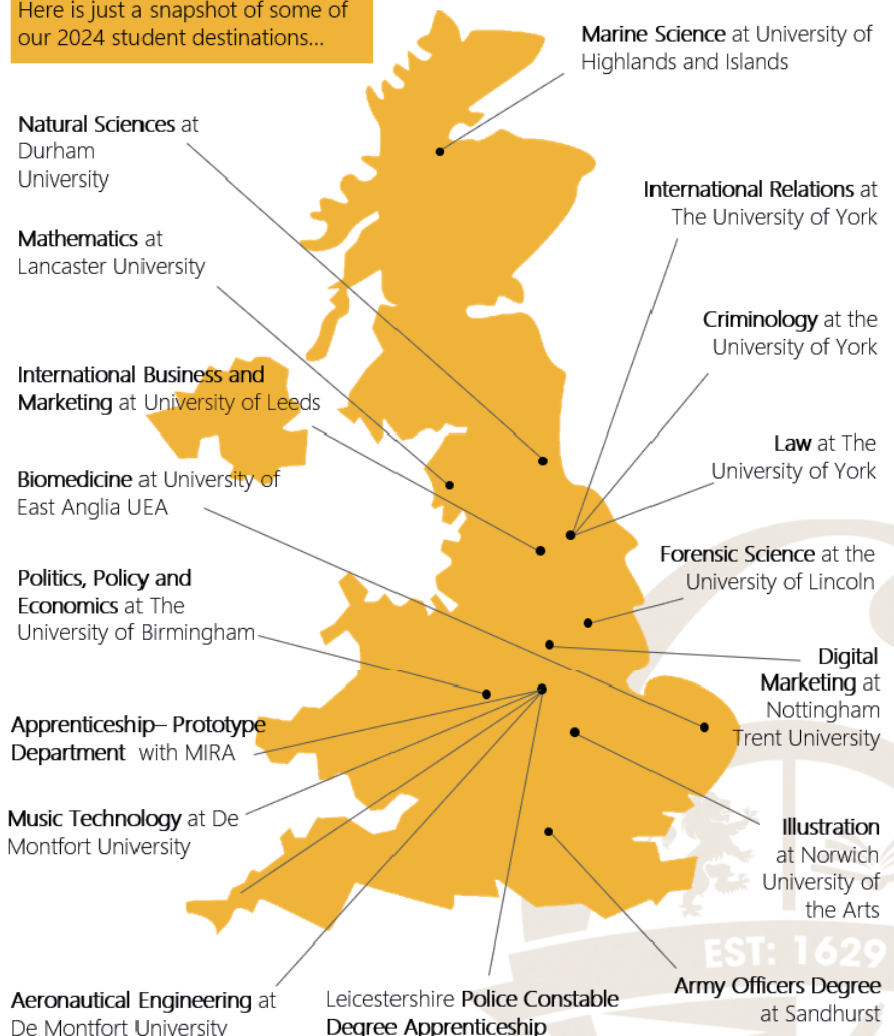 Here is just a snapshot of some of
our 2024 student destinations...
Marine Science at University of
Highlands and Islands
Natural Sciences at
Durham
University
International Relations at
The University of York
Mathematics at
Lancaster University
Criminology at the
University of York
International Business and
Marketing at University of Leeds
Law at The
University of York
Biomedicine at University of
East Anglia UEA
Forensic Science at the
University of Lincoln
Politics, Policy and
Economics at The
University of Birmingham
Digital
Marketing at
Nottingham
Trent University
Apprenticeship– Prototype
Department with MIRA
Music Technology at De
Montfort University
Illustration
at Norwich
University of
the Arts
EST: 1629
Aeronautical Engineering at
De Montfort University
Leicestershire Police Constable
Degree Apprenticeship
Army Officers Degree
at Sandhurst